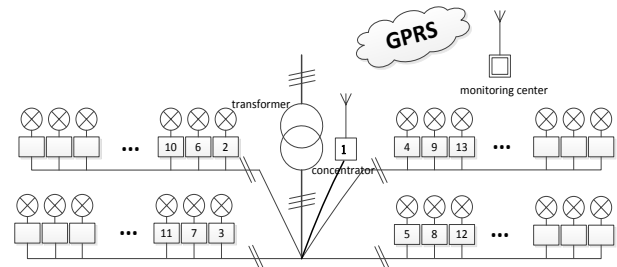 GPRS
monitoring center
transformer
1
concentrator
10 6 2
4 9 13
11 7 3
5 8 12